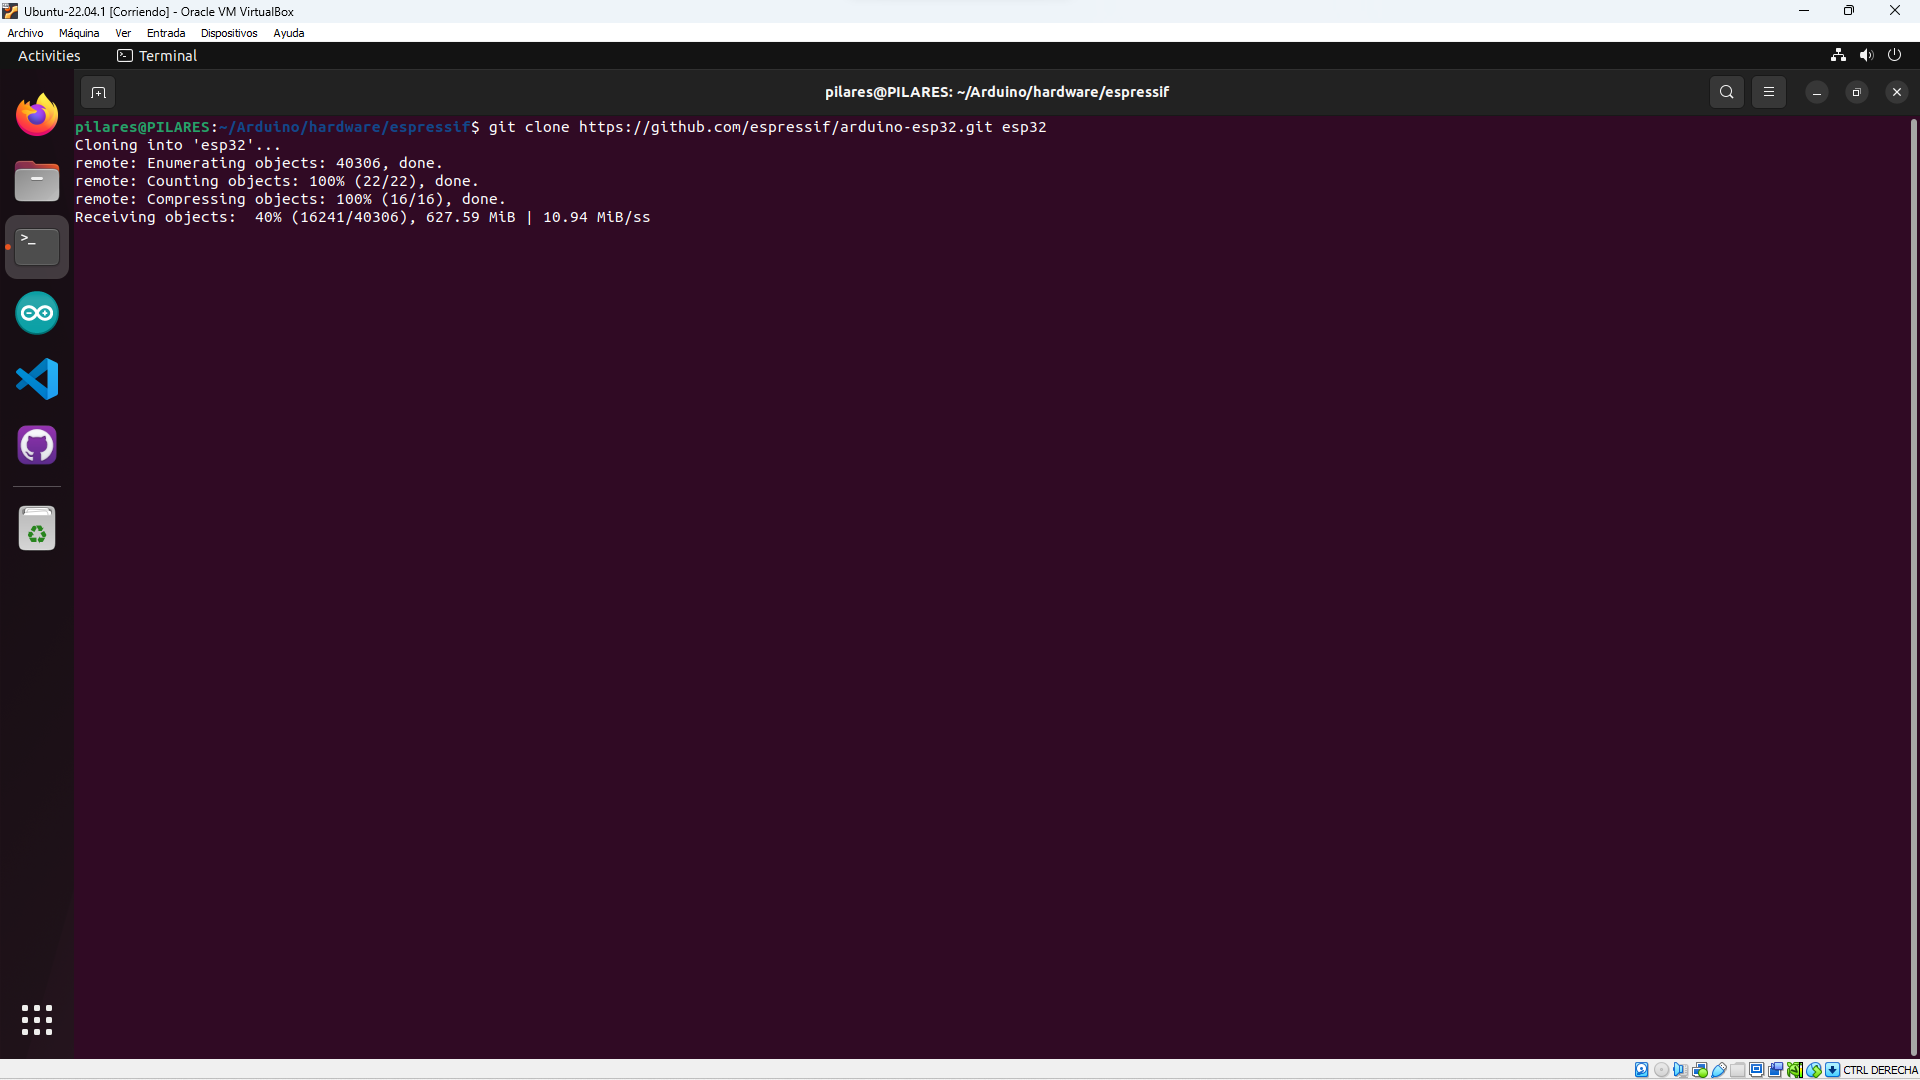 Ubuntu-22.04.1 [Corriendo] - Oracle VM VirtualBox
Archivo Máquina Ver Entrada Dispositivos Ayuda
Activities Terminal
pilares@PILARES: ~/Arduino/hardware/espressif
pilares@PILARES:~/Arduino/hardware/espressif$ git clone https://github.com/espressif/arduino-esp32.git esp32
Cloning into 'esp32'...
remote: Enumerating objects: 40306, done.
remote: Counting objects: 100% (22/22), done.
remote: Compressing objects: 100% (16/16), done.
Receiving objects:  40% (16241/40306), 627.59 MiB | 10.94 MiB/ss
CTRL DERECHA